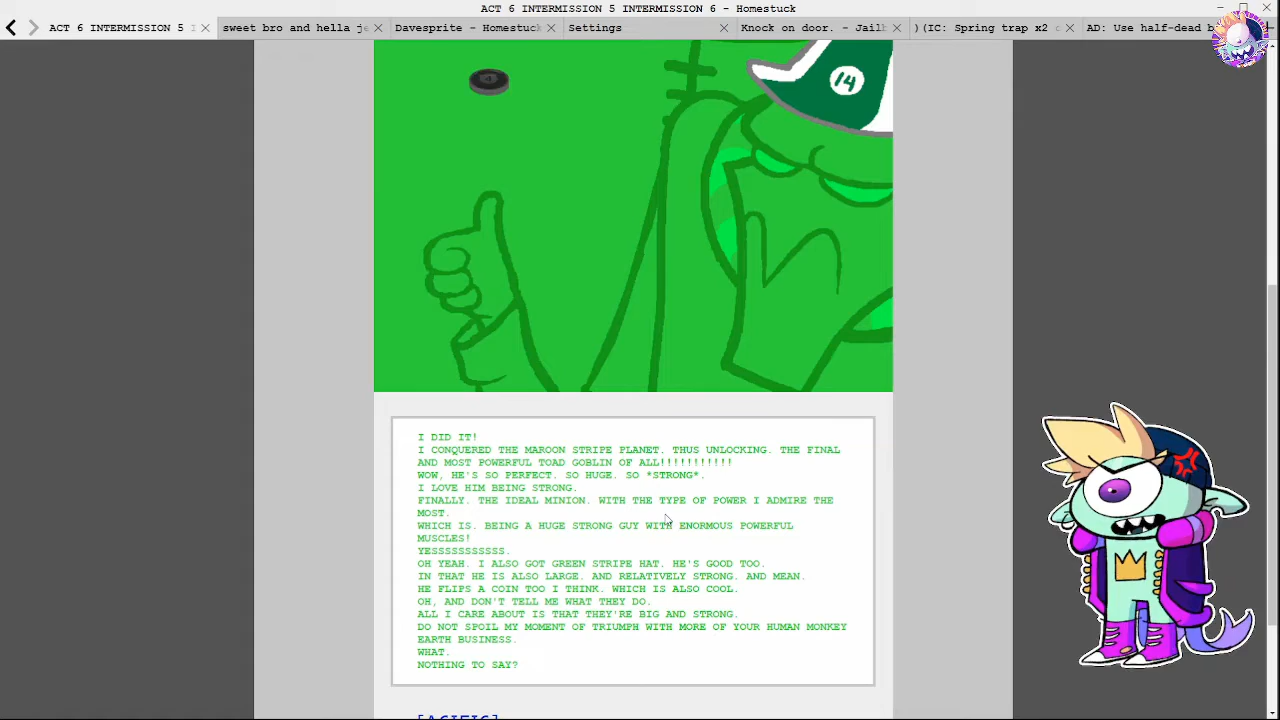 ACT 6 INTERMISSION 5 INTERMISSION 6 - Homestuck
ACT 6 INTERMISSION 5 I
sweet bro and hella je
Davesprite - Homestuck
Settings
Knock on door. - Jailb
)(IC: Spring trap x2 c
AD: Use half-dead
14
I DID IT!
I CONQUERED THE MAROON STRIPE PLANET. THUS UNLOCKING. THE FINAL
AND MOST POWERFUL TOAD GOBLIN OF ALL!!!!!!!!!!!
WOW, HE'S SO PERFECT. SO HUGE. SO *STRONG*.
I LOVE HIM BEING STRONG.
FINALLY. THE IDEAL MINION. WITH THE TYPE OF POWER I ADMIRE THE
MOST.
WHICH IS. BEING A HUGE STRONG GUY WITH ENORMOUS POWERFUL
MUSCLES!
YESSSSSSSSSS.
OH YEAH. I ALSO GOT GREEN STRIPE HAT. HE'S GOOD TOO.
IN THAT HE IS ALSO LARGE. AND RELATIVELY STRONG. AND MEAN.
HE FLIPS A COIN TOO I THINK. WHICH IS ALSO COOL.
OH, AND DON'T TELL ME WHAT THEY DO.
ALL I CARE ABOUT IS THAT THEY'RE BIG AND STRONG.
DO NOT SPOIL MY MOMENT OF TRIUMPH WITH MORE OF YOUR HUMAN MONKEY
EARTH BUSINESS.
WHAT.
NOTHING TO SAY?
[ACIFIC]